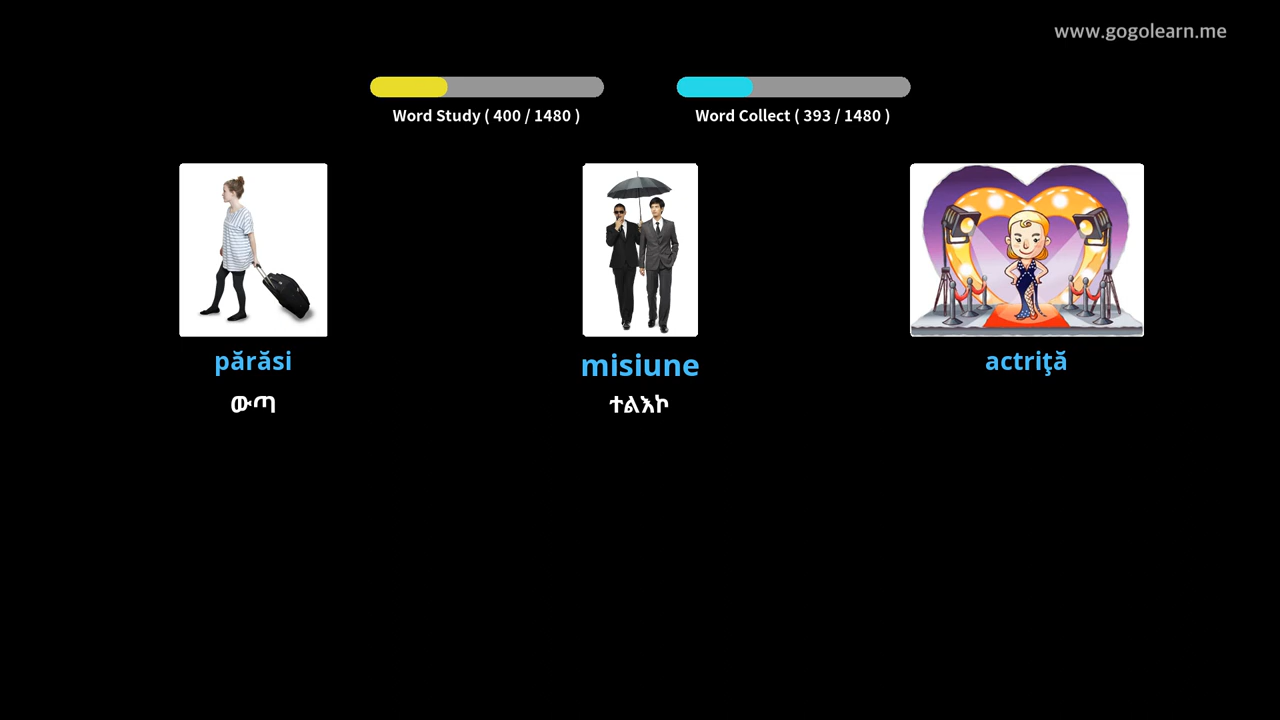 www.gogolearn.me
Word Study ( 400 / 1480 )
Word Collect ( 393 / 1480 )
părăsi
misiune
actriţă
ውጣ
ተልእኮ